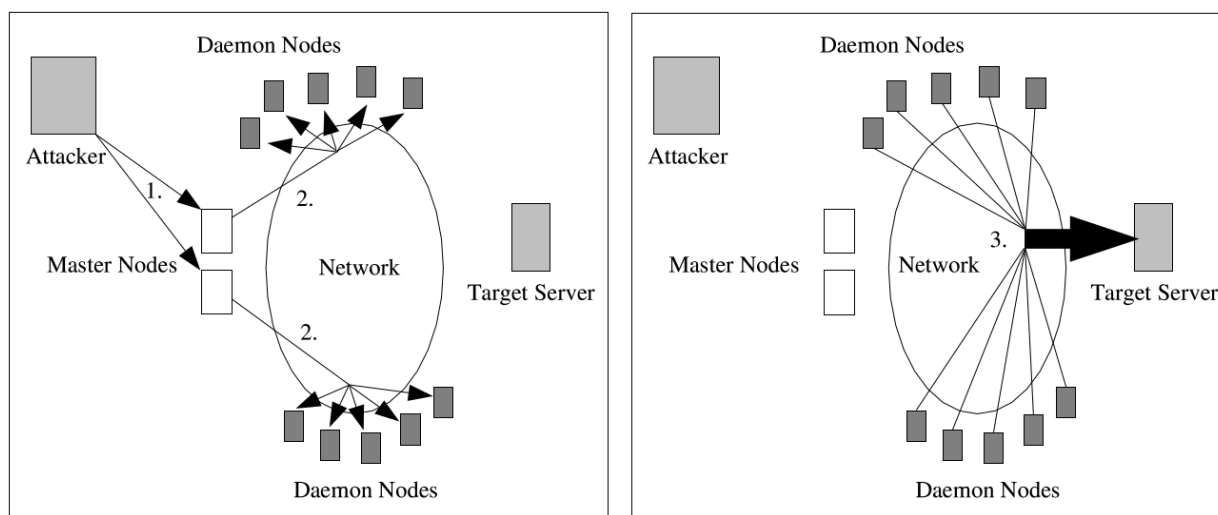 Daemon Nodes
Attacker
1.
2.
Master Nodes
Network
Target Server
2.
Daemon Nodes
Daemon Nodes
Attacker
3.
Master Nodes
Network
Target Server
Daemon Nodes